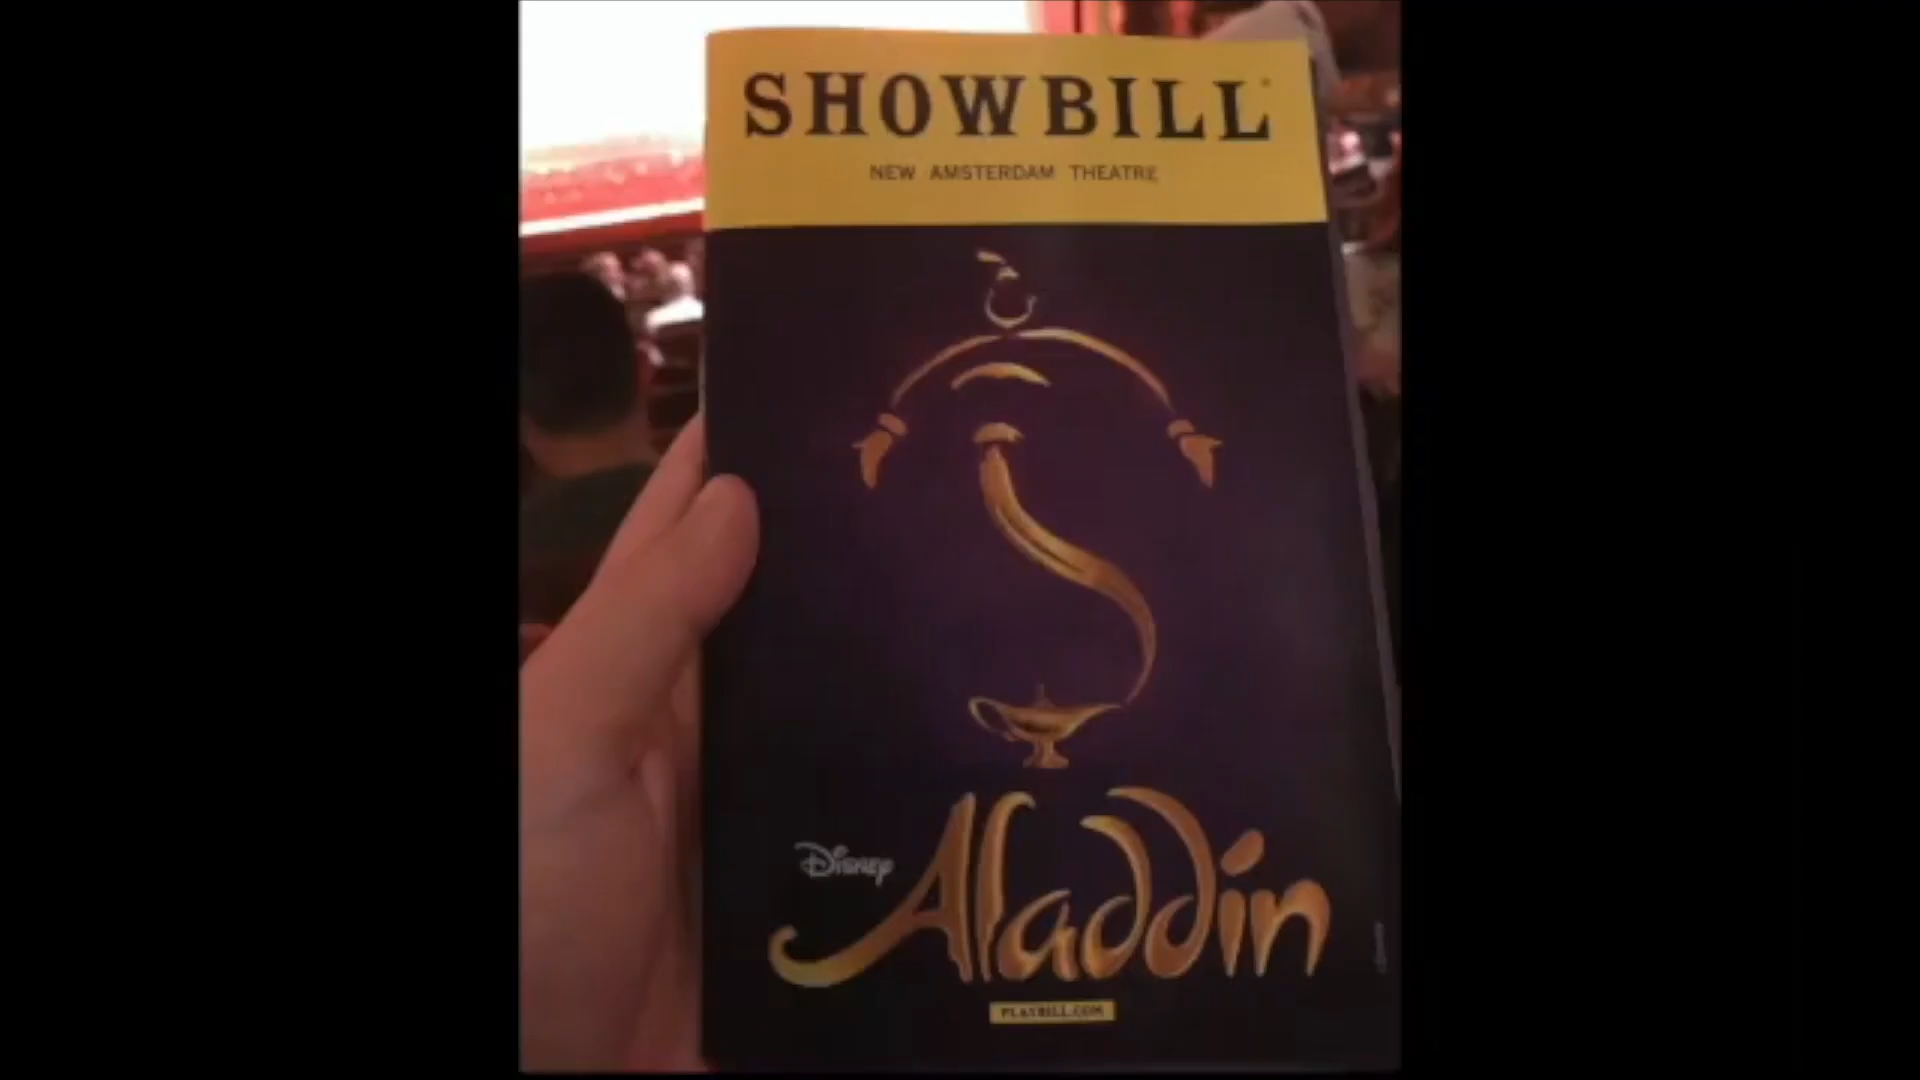 SHOWBILL
NEW AMSTERDAM THEATRE
Disney
Aladdin
PLAYBILL.COM